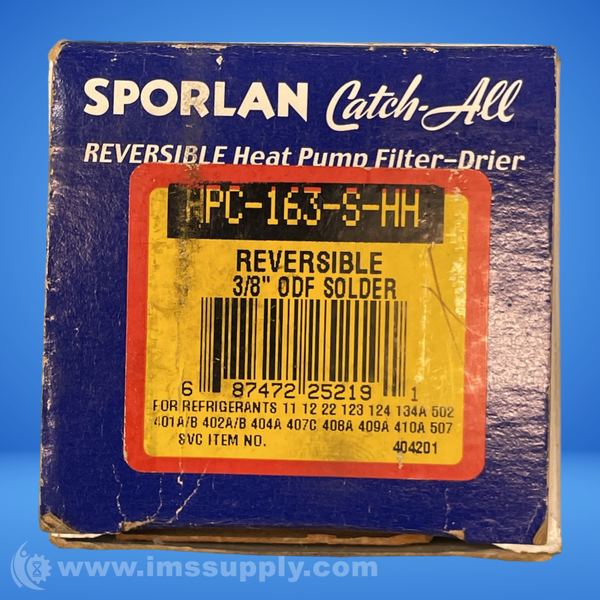 SPORLAN Catch-All
REVERSIBLE Heat Pump Filter-Drier
HPC-163-S-HH
REVERSIBLE
3/8" ODF SOLDER
6 87472 25219 1
FOR REFRIGERANTS 11 12 22 123 124 134A 502
401A/B 402A/B 404A 407C 408A 409A 410A 507
SVC ITEM NO. 404201
www.imssupply.com